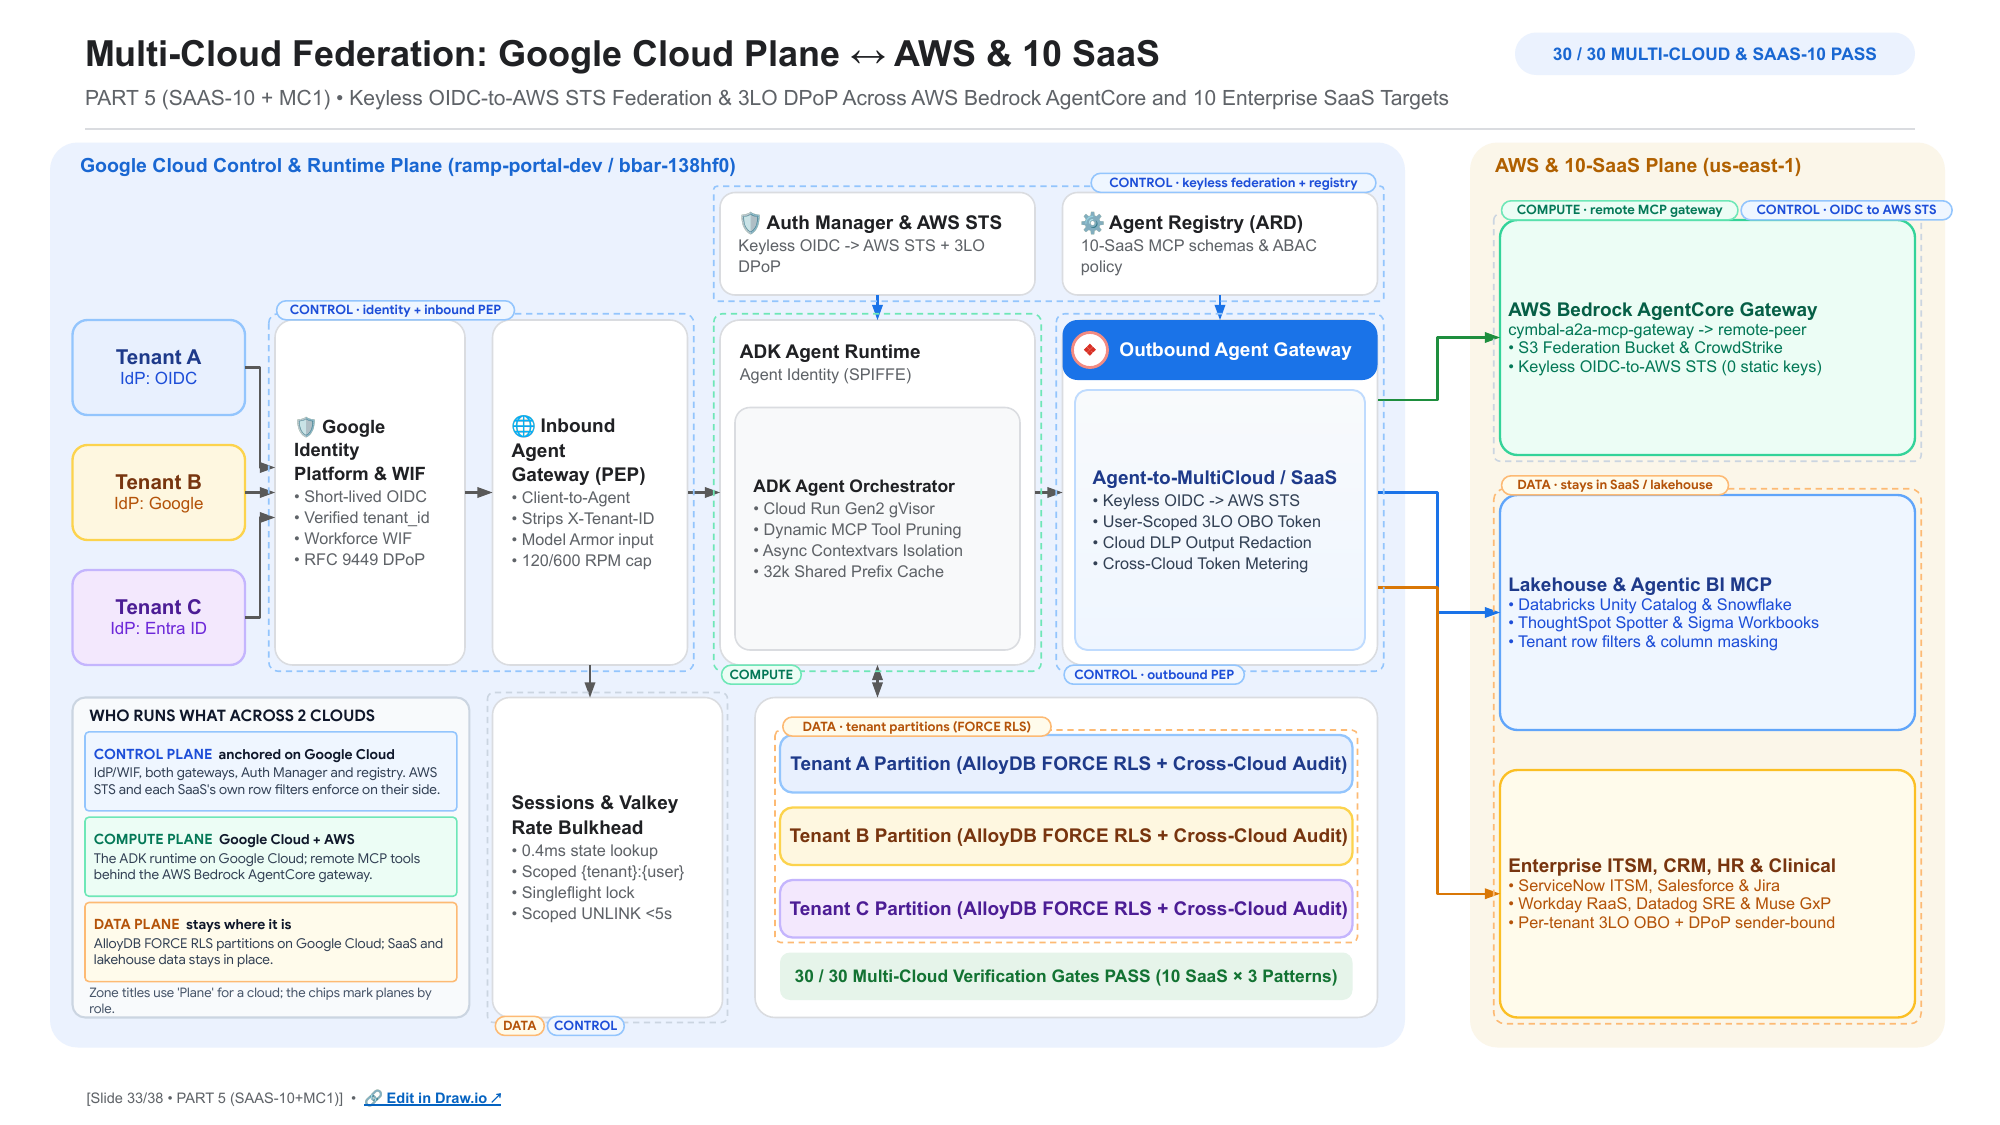 Multi-Cloud Federation: Google Cloud Plane ↔ AWS & 10 SaaS
30 / 30 MULTI-CLOUD & SAAS-10 PASS
PART 5 (SAAS-10 + MC1) • Keyless OIDC-to-AWS STS Federation & 3LO DPoP Across AWS Bedrock AgentCore and 10 Enterprise SaaS Targets
Google Cloud Control & Runtime Plane (ramp-portal-dev / bbar-138hf0)
CONTROL · keyless federation + registry
🛡️ Auth Manager & AWS STS
Keyless OIDC -> AWS STS + 3LO
DPoP
⚙️ Agent Registry (ARD)
10-SaaS MCP schemas & ABAC
policy
CONTROL · identity + inbound PEP
Tenant A
IdP: OIDC
Tenant B
IdP: Google
Tenant C
IdP: Entra ID
🛡️ Google
Identity
Platform & WIF
• Short-lived OIDC
• Verified tenant_id
• Workforce WIF
• RFC 9449 DPoP
🌐 Inbound
Agent
Gateway (PEP)
• Client-to-Agent
• Strips X-Tenant-ID
• Model Armor input
• 120/600 RPM cap
ADK Agent Runtime
Agent Identity (SPIFFE)
ADK Agent Orchestrator
• Cloud Run Gen2 gVisor
• Dynamic MCP Tool Pruning
• Async Contextvars Isolation
• 32k Shared Prefix Cache
COMPUTE
Outbound Agent Gateway
Agent-to-MultiCloud / SaaS
• Keyless OIDC -> AWS STS
• User-Scoped 3LO OBO Token
• Cloud DLP Output Redaction
• Cross-Cloud Token Metering
CONTROL · outbound PEP
WHO RUNS WHAT ACROSS 2 CLOUDS
CONTROL PLANE anchored on Google Cloud
IdP/WIF, both gateways, Auth Manager and registry. AWS
STS and each SaaS's own row filters enforce on their side.
COMPUTE PLANE Google Cloud + AWS
The ADK runtime on Google Cloud; remote MCP tools
behind the AWS Bedrock AgentCore gateway.
DATA PLANE stays where it is
AlloyDB FORCE RLS partitions on Google Cloud; SaaS and
lakehouse data stays in place.
Zone titles use 'Plane' for a cloud; the chips mark planes by
role.
Sessions & Valkey
Rate Bulkhead
• 0.4ms state lookup
• Scoped {tenant}:{user}
• Singleflight lock
• Scoped UNLINK <5s
DATA
CONTROL
DATA · tenant partitions (FORCE RLS)
Tenant A Partition (AlloyDB FORCE RLS + Cross-Cloud Audit)
Tenant B Partition (AlloyDB FORCE RLS + Cross-Cloud Audit)
Tenant C Partition (AlloyDB FORCE RLS + Cross-Cloud Audit)
30 / 30 Multi-Cloud Verification Gates PASS (10 SaaS × 3 Patterns)
AWS & 10-SaaS Plane (us-east-1)
COMPUTE · remote MCP gateway
CONTROL · OIDC to AWS STS
AWS Bedrock AgentCore Gateway
cymbal-a2a-mcp-gateway -> remote-peer
• S3 Federation Bucket & CrowdStrike
• Keyless OIDC-to-AWS STS (0 static keys)
DATA · stays in SaaS / lakehouse
Lakehouse & Agentic BI MCP
• Databricks Unity Catalog & Snowflake
• ThoughtSpot Spotter & Sigma Workbooks
• Tenant row filters & column masking
Enterprise ITSM, CRM, HR & Clinical
• ServiceNow ITSM, Salesforce & Jira
• Workday RaaS, Datadog SRE & Muse GxP
• Per-tenant 3LO OBO + DPoP sender-bound
[Slide 33/38 • PART 5 (SAAS-10+MC1)] • 🔗 Edit in Draw.io ↗